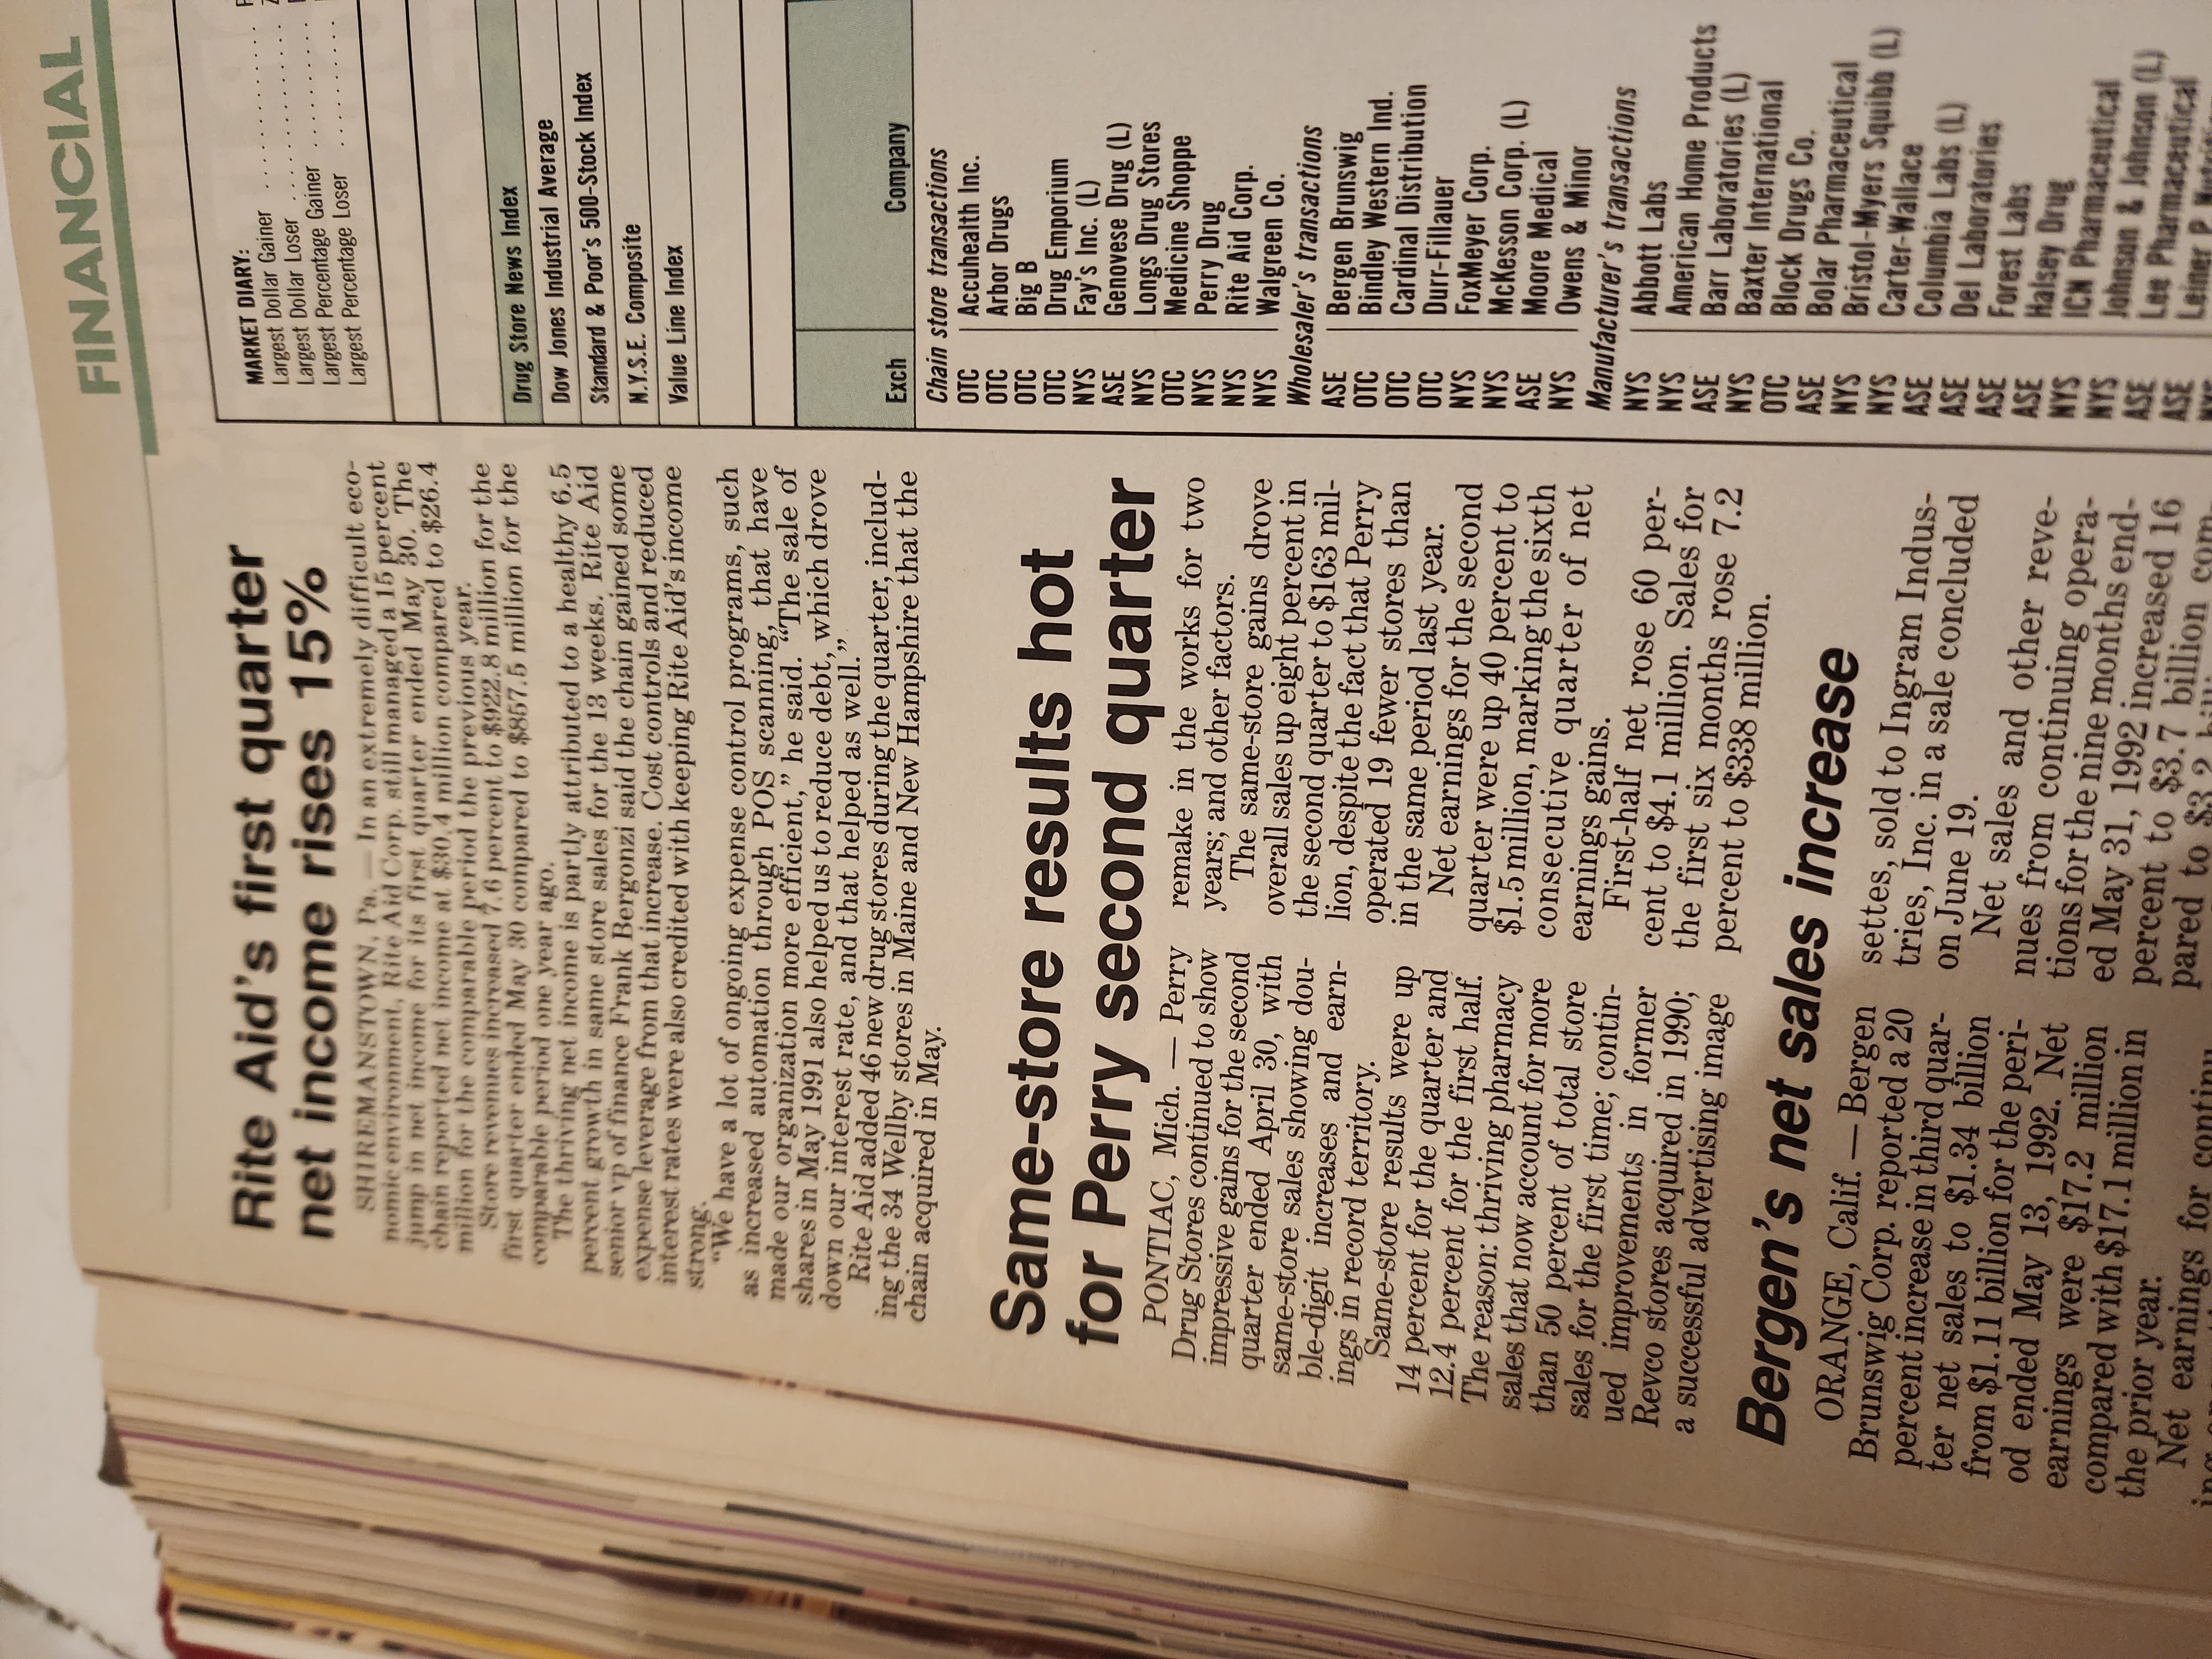 FINANCIAL
Rite Aid's first quarter
net income rises 15%
SHIREMANSTOWN, Pa. — In an extremely difficult eco-
nomic environment, Rite Aid Corp. still managed a 15 percent
jump in net income for its first quarter ended May 30. The
chain reported net income at $30.4 million compared to $26.4
million for the comparable period the previous year.
Store revenues increased 7.6 percent to $922.8 million for the
first quarter ended May 30 compared to $857.5 million for the
comparable period one year ago.
The thriving net income is partly attributed to a healthy 6.5
percent growth in same store sales for the 13 weeks. Rite Aid
senior vp of finance Frank Bergonzi said the chain gained some
expense leverage from that increase. Cost controls and reduced
interest rates were also credited with keeping Rite Aid's income
strong.
"We have a lot of ongoing expense control programs, such
as increased automation through POS scanning, that have
made our organization more efficient," he said. "The sale of
shares in May 1991 also helped us to reduce debt, which drove
down our interest rate, and that helped as well."
Rite Aid added 46 new drug stores during the quarter, includ-
ing the 34 Wellby stores in Maine and New Hampshire that the
chain acquired in May.
Same-store results hot
for Perry second quarter
PONTIAC, Mich. — Perry
Drug Stores continued to show
impressive gains for the second
quarter ended April 30, with
same-store sales showing dou-
ble-digit increases and earn-
ings in record territory.
Same-store results were up
14 percent for the quarter and
12.4 percent for the first half.
The reason: thriving pharmacy
sales that now account for more
than 50 percent of total store
sales for the first time; contin-
ued improvements in former
Revco stores acquired in 1990;
a successful advertising image
remake in the works for two
years; and other factors.
The same-store gains drove
overall sales up eight percent in
the second quarter to $163 mil-
lion, despite the fact that Perry
operated 19 fewer stores than
in the same period last year.
Net earnings for the second
quarter were up 40 percent to
$1.5 million, marking the sixth
consecutive quarter of net
earnings gains.
First-half net rose 60 per-
cent to $4.1 million. Sales for
the first six months rose 7.2
percent to $338 million.
Bergen's net sales increase
ORANGE, Calif. — Bergen
Brunswig Corp. reported a 20
percent increase in third quar-
ter net sales to $1.34 billion
from $1.11 billion for the peri-
od ended May 13, 1992. Net
earnings were $17.2 million
compared with $17.1 million in
the prior year.
Net earnings for
settes, sold to Ingram Indus-
tries, Inc. in a sale concluded
on June 19.
Net sales and other reve-
nues from continuing opera-
tions for the nine months end-
ed May 31, 1992 increased 16
percent to $3.7 billion com-
pared to $3.2
MARKET DIARY:
Largest Dollar Gainer
Largest Dollar Loser
Largest Percentage Gainer
Largest Percentage Loser
Drug Store News Index
Dow Jones Industrial Average
Standard & Poor's 500-Stock Index
N.Y.S.E. Composite
Value Line Index
Exch Company
Chain store transactions
OTC Accuhealth Inc.
OTC Arbor Drugs
OTC Big B
OTC Drug Emporium
NYS Fay's Inc. (L)
ASE Genovese Drug (L)
NYS Longs Drug Stores
OTC Medicine Shoppe
NYS Perry Drug
NYS Rite Aid Corp.
NYS Walgreen Co.
Wholesaler's transactions
ASE Bergen Brunswig
OTC Bindley Western Ind.
OTC Cardinal Distribution
OTC Durr-Fillauer
NYS FoxMeyer Corp.
NYS McKesson Corp. (L)
ASE Moore Medical
NYS Owens & Minor
Manufacturer's transactions
NYS Abbott Labs
NYS American Home Products
ASE Barr Laboratories (L)
NYS Baxter International
OTC Block Drugs Co.
ASE Bolar Pharmaceutical
NYS Bristol-Myers Squibb (L)
NYS Carter-Wallace
ASE Columbia Labs (L)
ASE Del Laboratories
ASE Forest Labs
ASE Halsey Drug
NYS ICN Pharmaceutical
NYS Johnson & Johnson (L)
ASE Lee Pharmaceutical
ASE Leiner P